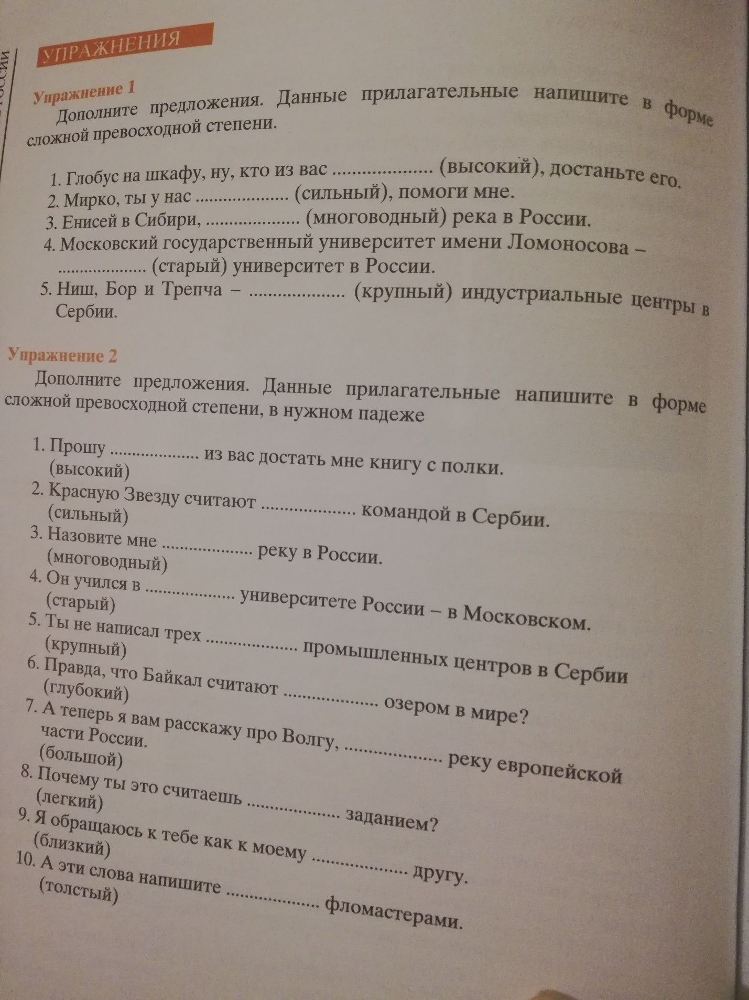 УПРАЖНЕНИЯ
Упражнение 1
Дополните предложения. Данные прилагательные напишите в форме
сложной превосходной степени.
1. Глобус на шкафу, ну, кто из вас ..................... (высокий), достаньте его.
2. Мирко, ты у нас .................... (сильный), помоги мне.
3. Енисей в Сибири, .................... (многоводный) река в России.
4. Московский государственный университет имени Ломоносова –
................... (старый) университет в России.
5. Ниш, Бор и Трепча – .................... (крупный) индустриальные центры в
Сербии.
Упражнение 2
Дополните предложения. Данные прилагательные напишите в форме
сложной превосходной степени, в нужном падеже
1. Прошу .................... из вас достать мне книгу с полки.
(высокий)
2. Красную Звезду считают .................... командой в Сербии.
(сильный)
3. Назовите мне .................... реку в России.
(многоводный)
4. Он учился в .................... университете России – в Московском.
(старый)
5. Ты не написал трех .................... промышленных центров в Сербии
(крупный)
6. Правда, что Байкал считают .................... озером в мире?
(глубокий)
7. А теперь я вам расскажу про Волгу, .................... реку европейской
части России.
(большой)
8. Почему ты это считаешь .................... заданием?
(легкий)
9. Я обращаюсь к тебе как к моему .................... другу.
(близкий)
10. А эти слова напишите .................... фломастерами.
(толстый)